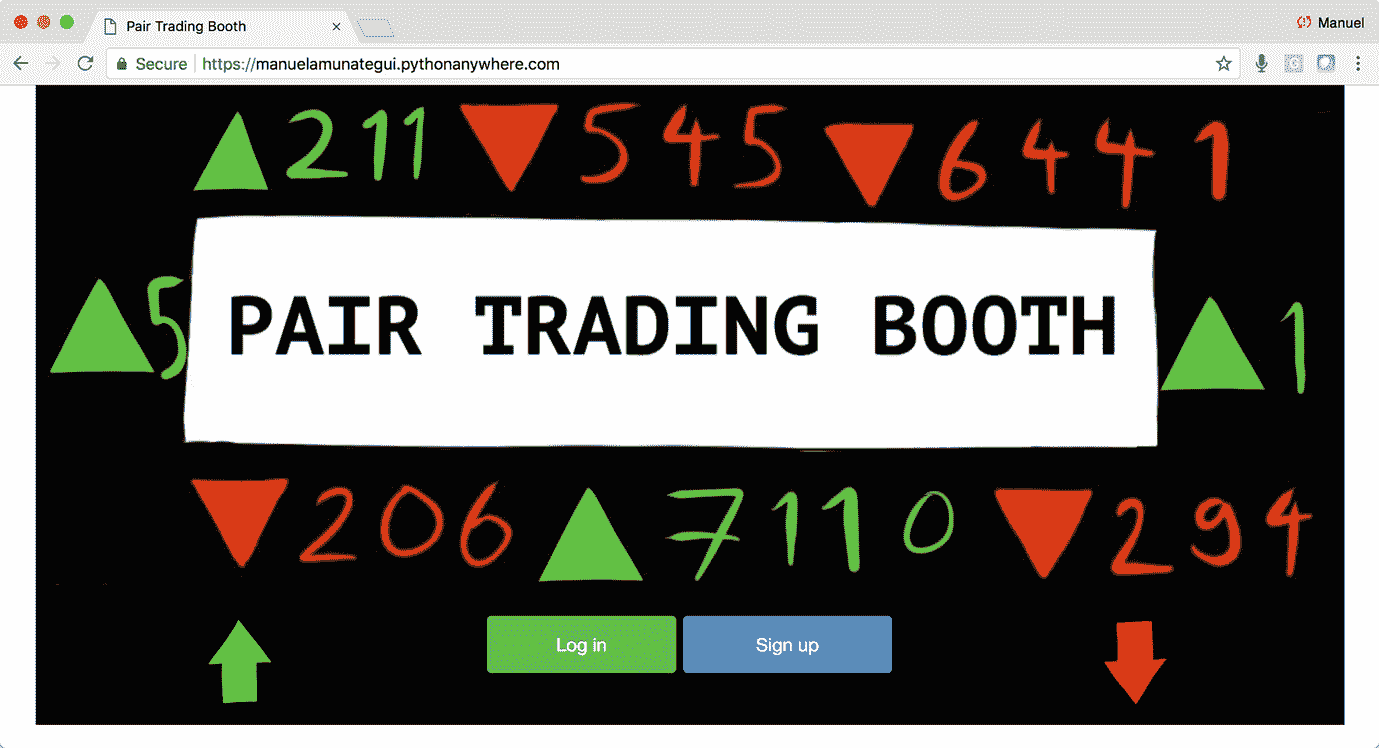 Pair Trading Booth
Manuel
Secure
https://manuelamunategui.pythonanywhere.com
211 545 6441
5
PAIR TRADING BOOTH
1
206 7110 294
Log in
Sign up